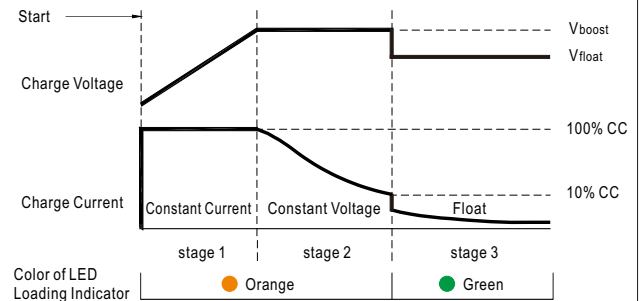 Start
Vboost
Vfloat
Charge Voltage
100% CC
10% CC
Charge Current
Constant Current
Constant Voltage
Float
stage 1
stage 2
stage 3
Color of LED
Loading Indicator
Orange
Green